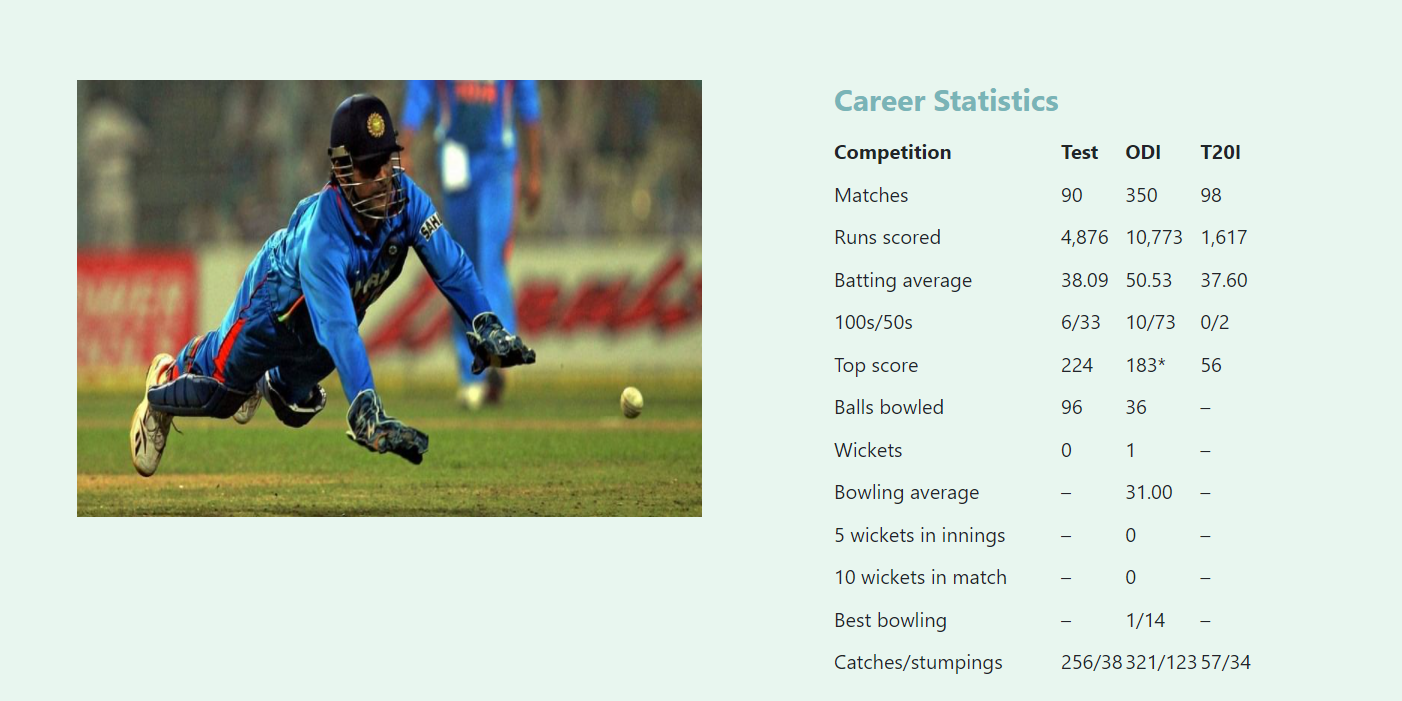 SAH
Career Statistics
Competition Test ODI T20I
Matches 90 350 98
Runs scored 4,876 10,773 1,617
Batting average 38.09 50.53 37.60
100s/50s 6/33 10/73 0/2
Top score 224 183* 56
Balls bowled 96 36 –
Wickets 0 1 –
Bowling average – 31.00 –
5 wickets in innings – 0 –
10 wickets in match – 0 –
Best bowling – 1/14 –
Catches/stumpings 256/38 321/123 57/34